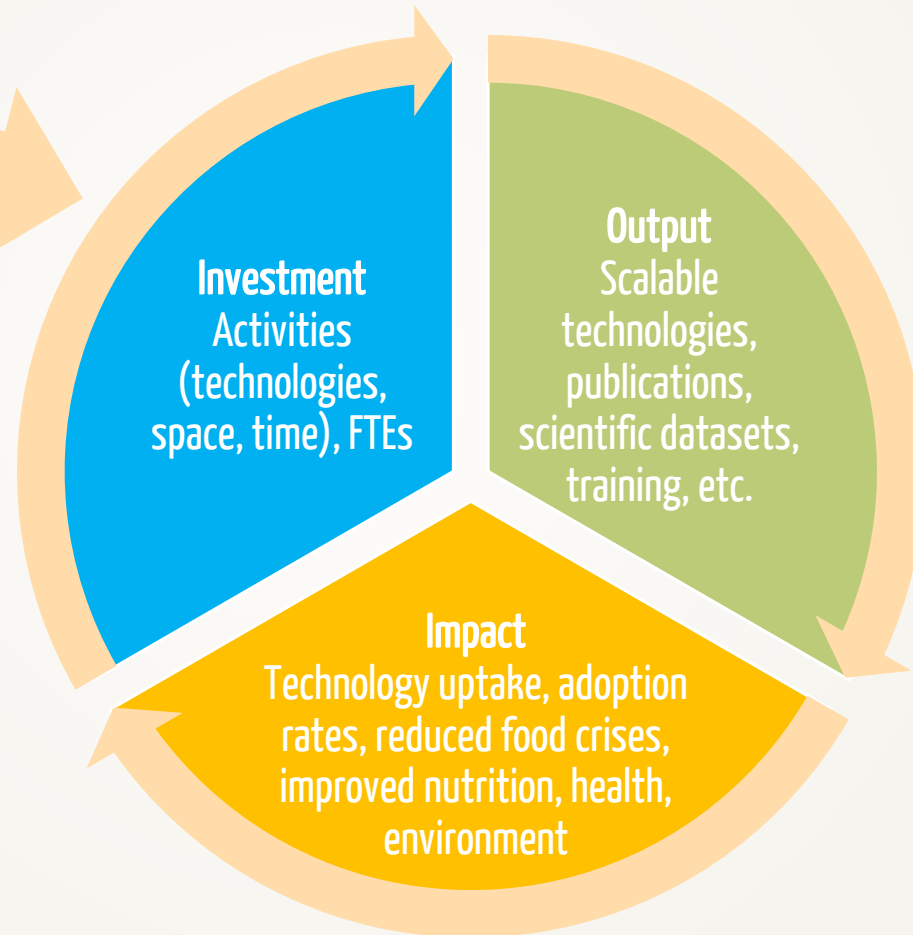 Investment
Activities
(technologies,
space, time), FTEs
Output
Scalable
technologies,
publications,
scientific datasets,
training, etc.
Impact
Technology uptake, adoption
rates, reduced food crises,
improved nutrition, health,
environment